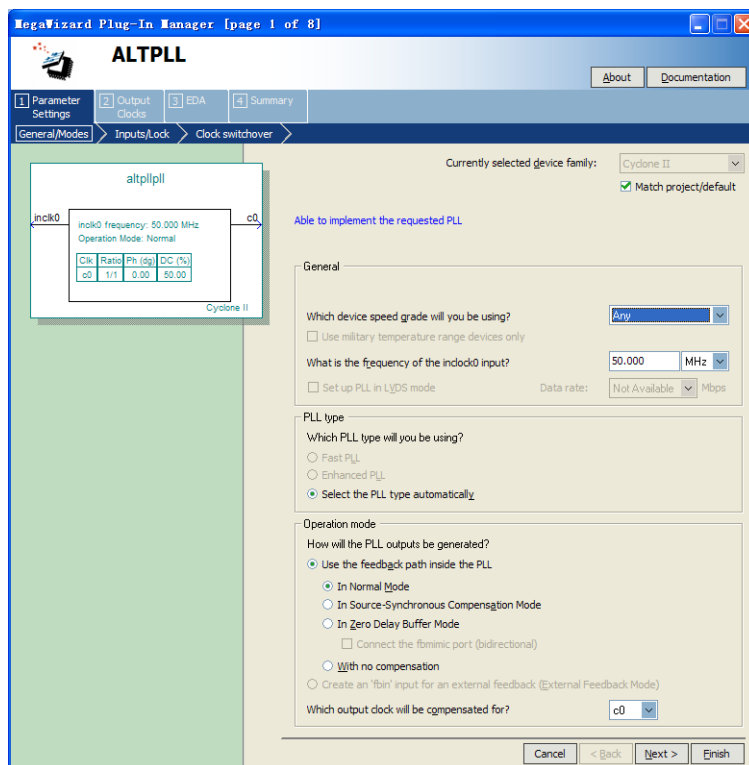 MegaWizard Plug-In Manager [page 1 of 8]
ALTPLL
About
Documentation
1 Parameter Settings
2 Output Clocks
3 EDA
4 Summary
General/Modes
Inputs/Lock
Clock switchover
altpllpll
inclk0
c0
inclk0 frequency: 50.000 MHz
Operation Mode: Normal
Clk Ratio Ph (dg) DC (%)
c0 1/1 0.00 50.00
Cyclone II
Currently selected device family:
Cyclone II
Match project/default
Able to implement the requested PLL
General
Which device speed grade will you be using?
Any
Use military temperature range devices only
What is the frequency of the inclock0 input?
50.000
MHz
Set up PLL in LVDS mode
Data rate:
Not Available
Mbps
PLL type
Which PLL type will you be using?
Fast PLL
Enhanced PLL
Select the PLL type automatically
Operation mode
How will the PLL outputs be generated?
Use the feedback path inside the PLL
In Normal Mode
In Source-Synchronous Compensation Mode
In Zero Delay Buffer Mode
Connect the fbmimic port (bidirectional)
With no compensation
Create an 'fbin' input for an external feedback (External Feedback Mode)
Which output clock will be compensated for?
c0
Cancel
< Back
Next >
Finish